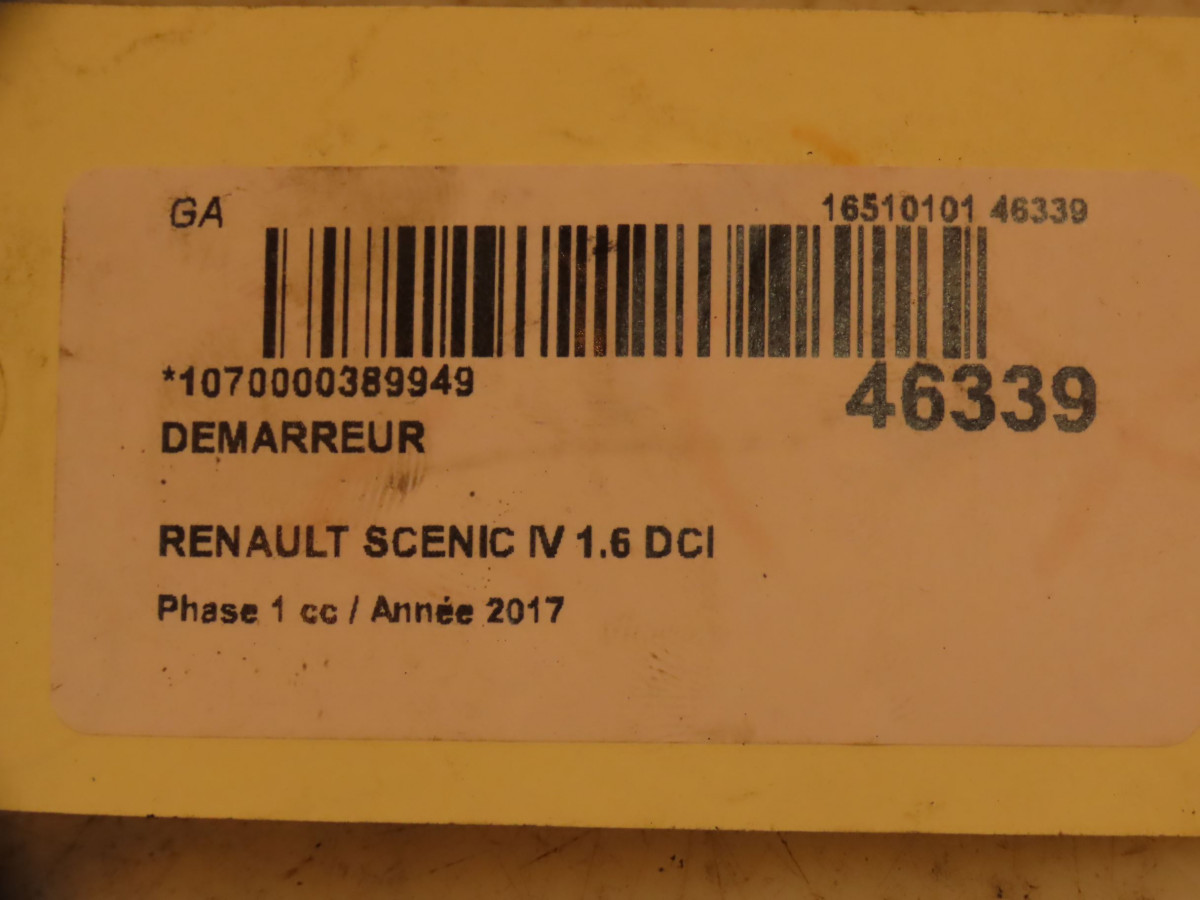 GA
16510101 46339
*1070000389949
46339
DEMARREUR
RENAULT SCENIC IV 1.6 DCI
Phase 1 cc / Année 2017